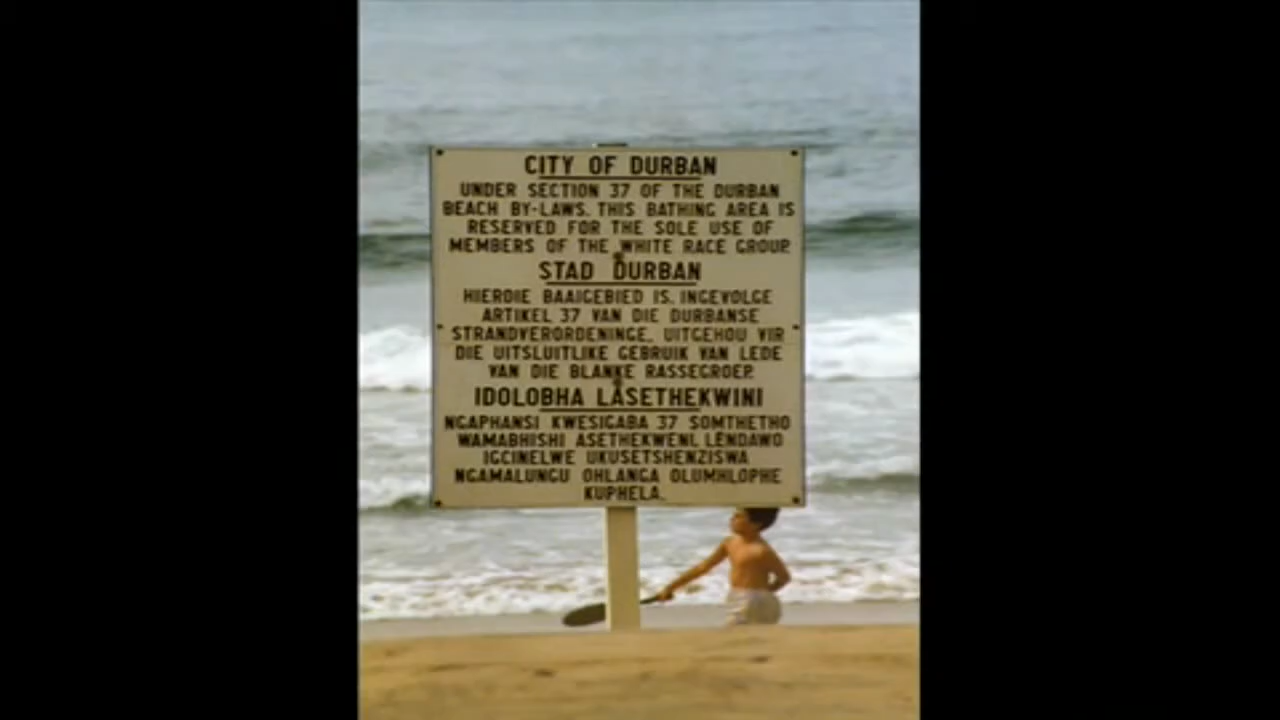 CITY OF DURBAN
UNDER SECTION 37 OF THE DURBAN
BEACH BY-LAWS. THIS BATHING AREA IS
RESERVED FOR THE SOLE USE OF
MEMBERS OF THE WHITE RACE GROUP.
STAD DURBAN
HIERDIE BAAIGEBIED IS, INGEVOLGE
ARTIKEL 37 VAN DIE DURBANSE
STRANDVERORDENINGE, UITGEHOU VIR
DIE UITSLUITLIKE GEBRUIK VAN LEDE
VAN DIE BLANKE RASSEGROEP.
IDOLOBHA LASETHEKWINI
NGAPHANSI KWESIGABA 37 SOMTHETHO
WAMABHISHI ASETHEKWENI, LENDAWO
IGCINELWE UKUSETSHENZISWA
NGAMALUNGU OHLANGA OLUMHLOPHE
KUPHELA.